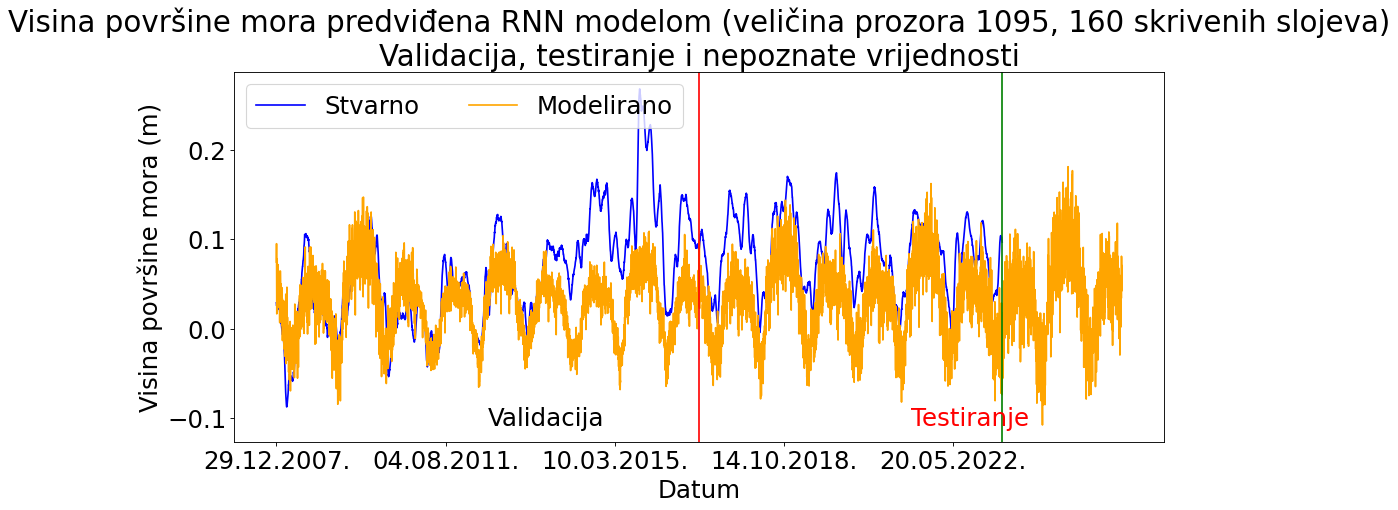 Visina površine mora predviđena RNN modelom (veličina prozora 1095, 160 skrivenih slojeva)
Validacija, testiranje i nepoznate vrijednosti
Stvarno
Modelirano
Visina površine mora (m)
0.2
0.1
0.0
−0.1
Validacija
Testiranje
29.12.2007.
04.08.2011.
10.03.2015.
14.10.2018.
20.05.2022.
Datum